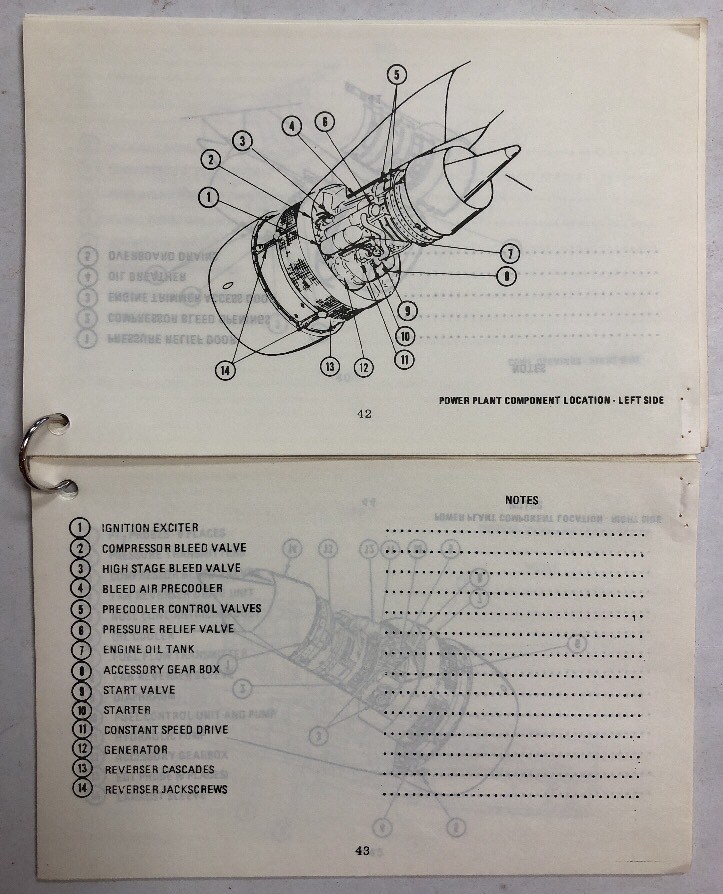 5
6
4
3
2
1
7
8
9
10
11
13
12
14
POWER PLANT COMPONENT LOCATION - LEFT SIDE
42
NOTES
1 IGNITION EXCITER
2 COMPRESSOR BLEED VALVE
3 HIGH STAGE BLEED VALVE
4 BLEED AIR PRECOOLER
5 PRECOOLER CONTROL VALVES
6 PRESSURE RELIEF VALVE
7 ENGINE OIL TANK
8 ACCESSORY GEAR BOX
9 START VALVE
10 STARTER
11 CONSTANT SPEED DRIVE
12 GENERATOR
13 REVERSER CASCADES
14 REVERSER JACKSCREWS
43